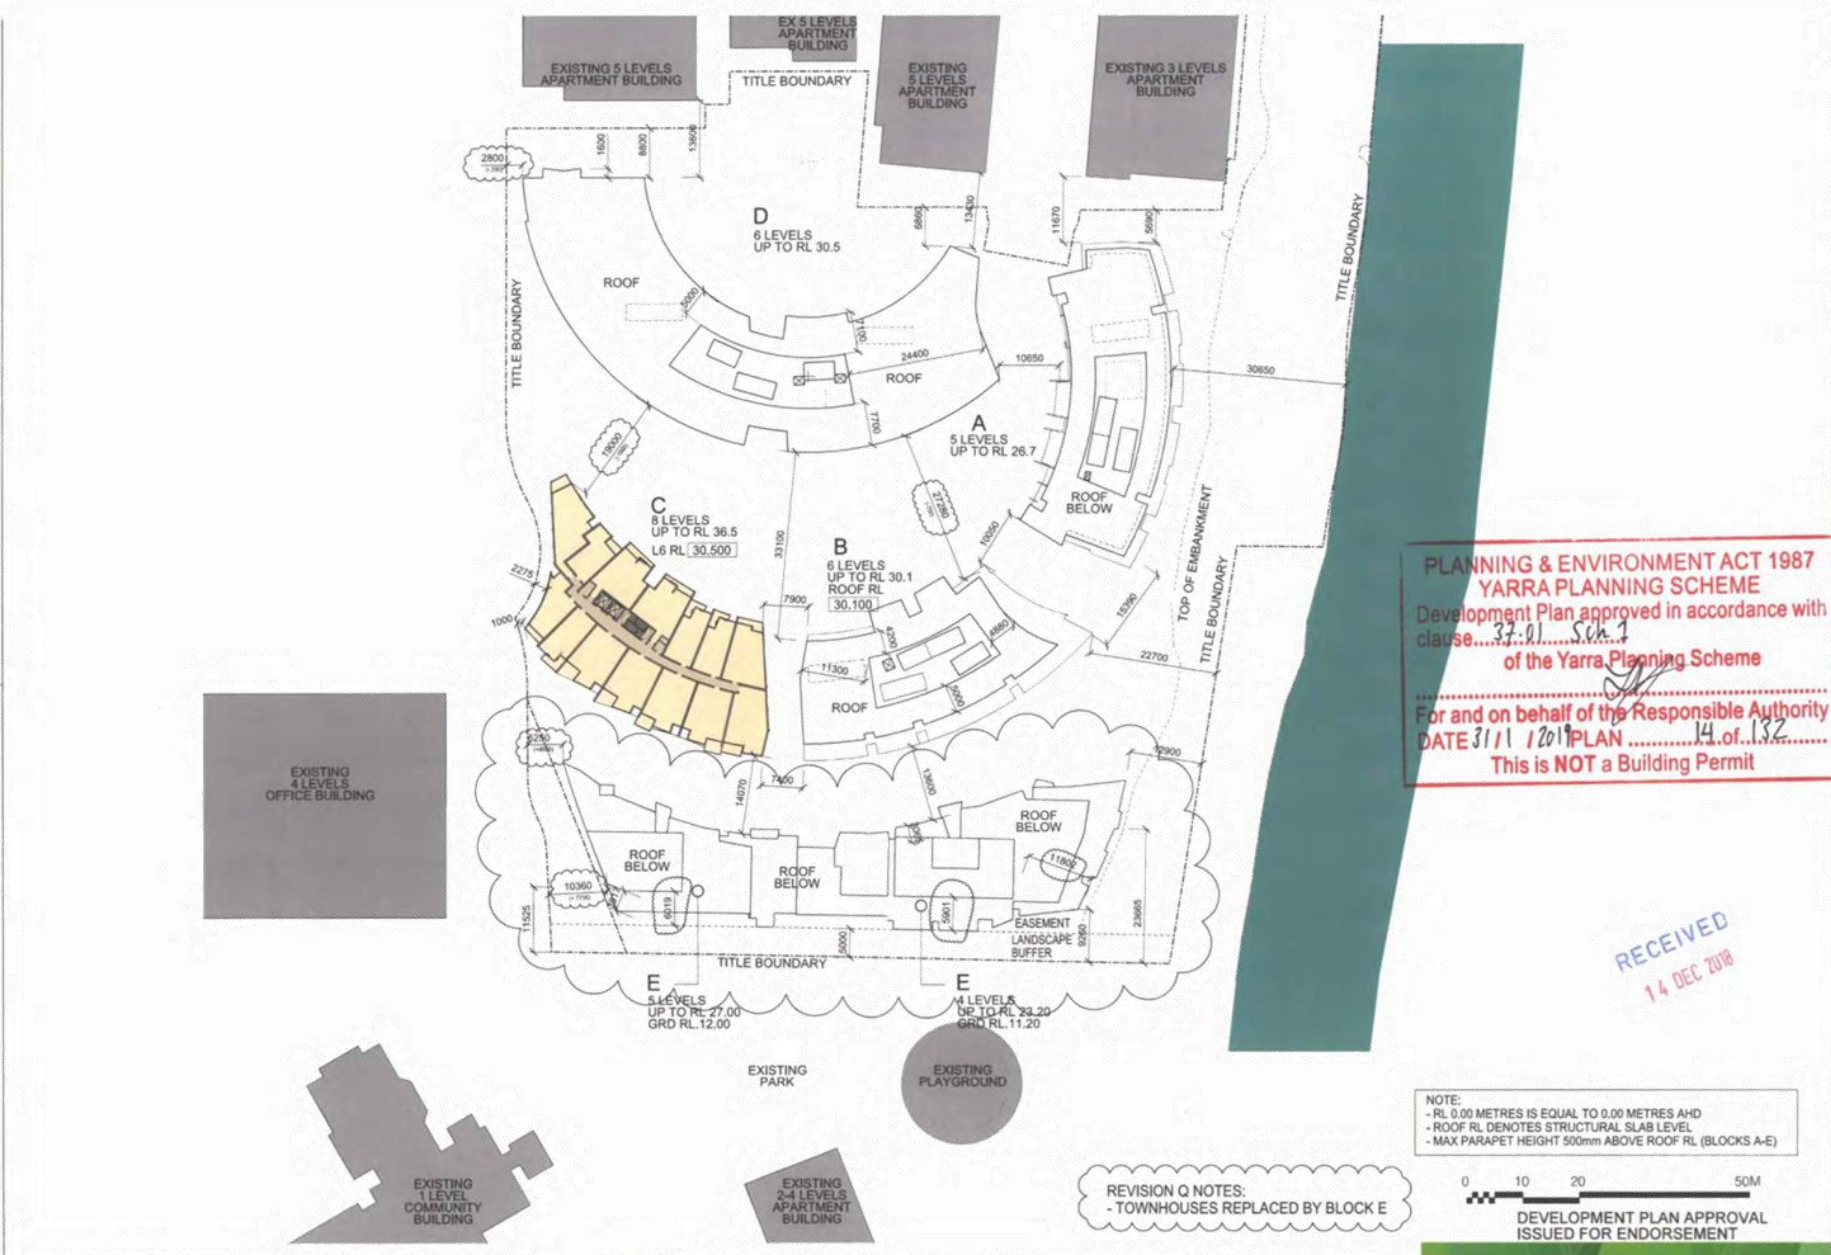 EX 5 LEVELS
APARTMENT
BUILDING
EXISTING 5 LEVELS
APARTMENT BUILDING
TITLE BOUNDARY
EXISTING
5 LEVELS
APARTMENT
BUILDING
EXISTING 3 LEVELS
APARTMENT
BUILDING
2800
1600
8800
13600
6860
13430
11670
5690
D
6 LEVELS
UP TO RL 30.5
TITLE BOUNDARY
TITLE BOUNDARY
ROOF
5000
7100
24400
ROOF
10650
30650
7700
19000
A
5 LEVELS
UP TO RL 26.7
27280
ROOF
BELOW
C
8 LEVELS
UP TO RL 36.5
L6 RL 30.500
33100
10050
B
6 LEVELS
UP TO RL 30.1
ROOF RL
30.100
TOP OF EMBANKMENT
TITLE BOUNDARY
2275
1000
7900
4200
4880
15390
11300
22700
5000
ROOF
PLANNING & ENVIRONMENT ACT 1987
YARRA PLANNING SCHEME
Development Plan approved in accordance with
clause....37.01 Sch 1
of the Yarra Planning Scheme
For and on behalf of the Responsible Authority
DATE 31/1/2019 PLAN ..........14.of..132
This is NOT a Building Permit
EXISTING
4 LEVELS
OFFICE BUILDING
14070
7400
13600
12900
ROOF
BELOW
ROOF
BELOW
ROOF
BELOW
11802
10360
6019
5901
11525
5000
EASEMENT
LANDSCAPE
BUFFER
9260
23665
TITLE BOUNDARY
E
5 LEVELS
UP TO RL 27.00
GRD RL.12.00
E
4 LEVELS
UP TO RL 23.20
GRD RL.11.20
RECEIVED
14 DEC 2018
EXISTING
PARK
EXISTING
PLAYGROUND
EXISTING
1 LEVEL
COMMUNITY
BUILDING
EXISTING
2-4 LEVELS
APARTMENT
BUILDING
NOTE:
- RL 0.00 METRES IS EQUAL TO 0.00 METRES AHD
- ROOF RL DENOTES STRUCTURAL SLAB LEVEL
- MAX PARAPET HEIGHT 500mm ABOVE ROOF RL (BLOCKS A-E)
REVISION Q NOTES:
- TOWNHOUSES REPLACED BY BLOCK E
0 10 20 50M
DEVELOPMENT PLAN APPROVAL
ISSUED FOR ENDORSEMENT